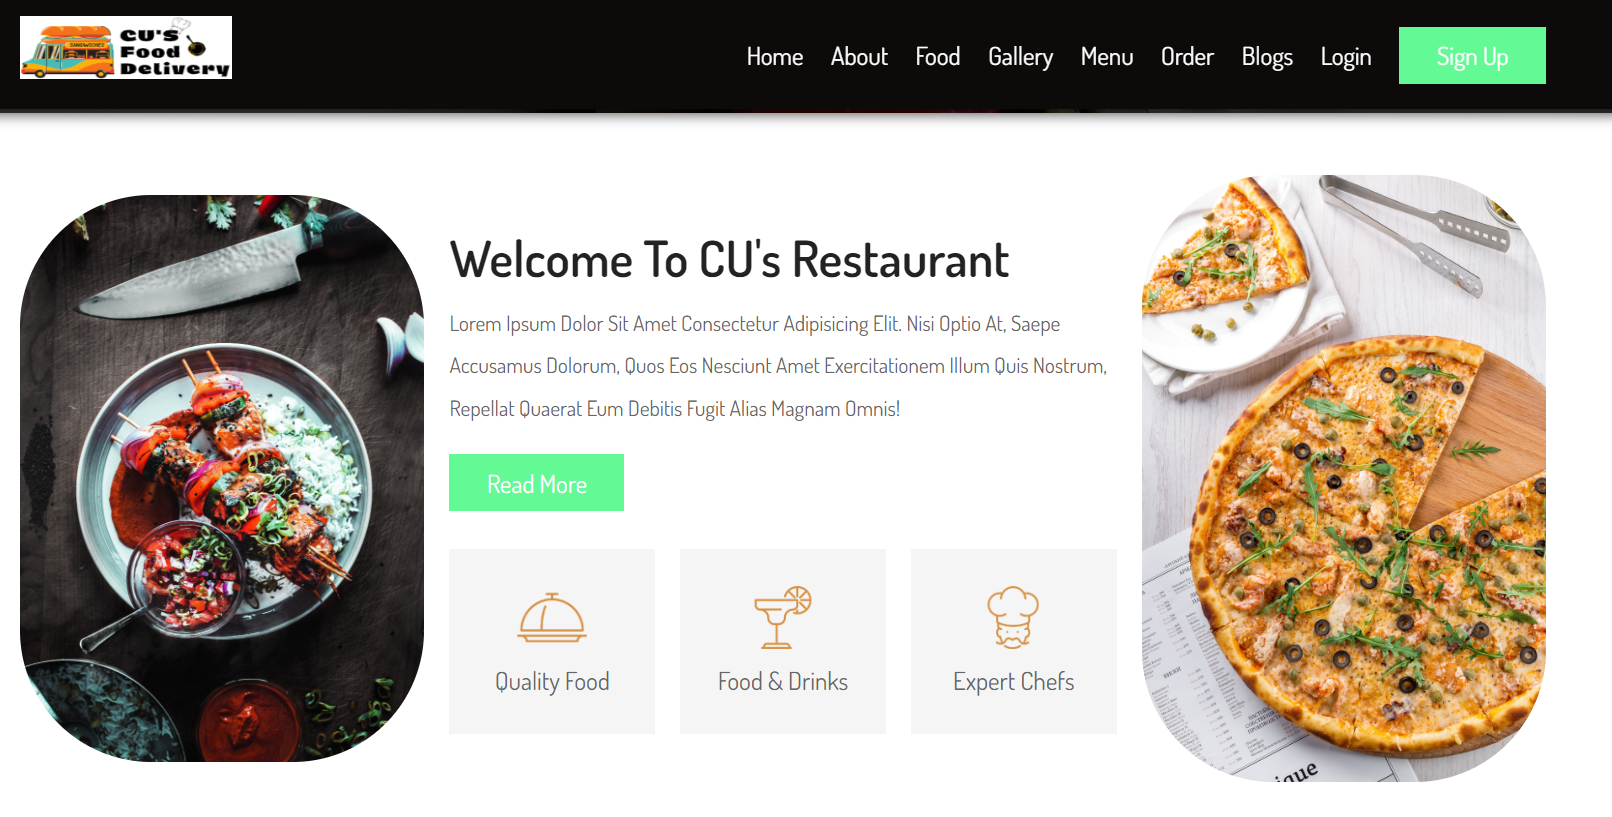 SANDWICHES
CU'S
Food
Delivery
Home About Food Gallery Menu Order Blogs Login Sign Up
Welcome To CU's Restaurant
Lorem Ipsum Dolor Sit Amet Consectetur Adipisicing Elit. Nisi Optio At, Saepe
Accusamus Dolorum, Quos Eos Nesciunt Amet Exercitationem Illum Quis Nostrum,
Repellat Quaerat Eum Debitis Fugit Alias Magnam Omnis!
Read More
Quality Food
Food & Drinks
Expert Chefs